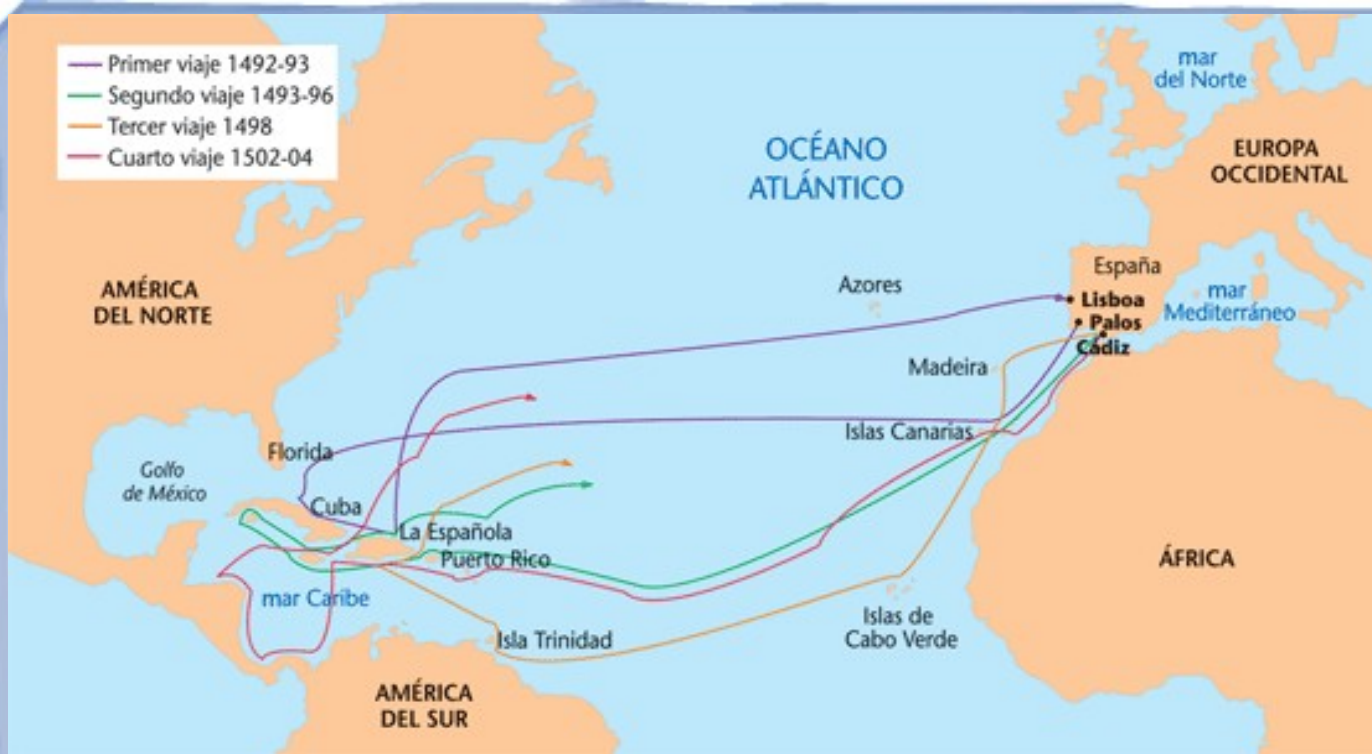 Primer viaje 1492-93
Segundo viaje 1493-96
Tercer viaje 1498
Cuarto viaje 1502-04
mar
del Norte
OCÉANO
ATLÁNTICO
EUROPA
OCCIDENTAL
España
AMÉRICA
DEL NORTE
Azores
Lisboa
mar
Mediterráneo
Palos
Cádiz
Madeira
Islas Canarias
Florida
Golfo
de México
Cuba
La Española
Puerto Rico
ÁFRICA
mar Caribe
Islas de
Cabo Verde
Isla Trinidad
AMÉRICA
DEL SUR